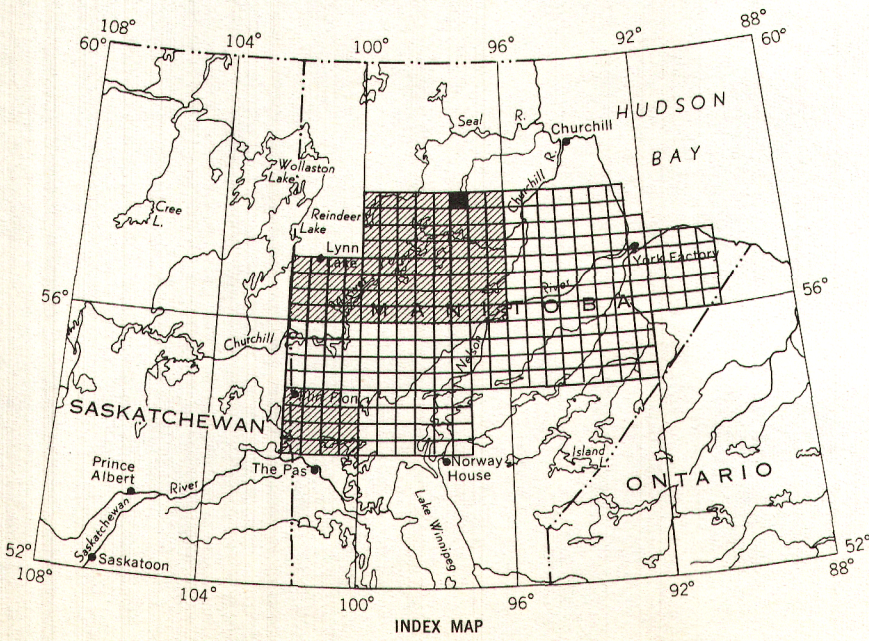 108°
60°
104°
100°
96°
92°
88°
60°
HUDSON
BAY
Seal R.
Churchill
Churchill R.
Wollaston
Lake
Cree
L.
Reindeer
Lake
Lynn
Lake
York Factory
River
56°
56°
MANITOBA
Churchill
Nelson
Flin Flon
SASKATCHEWAN
Prince
Albert
River
The Pas
Norway
House
Island
ONTARIO
Saskatchewan
Saskatoon
Lake Winnipeg
52°
108°
104°
100°
96°
92°
52°
88°
INDEX MAP